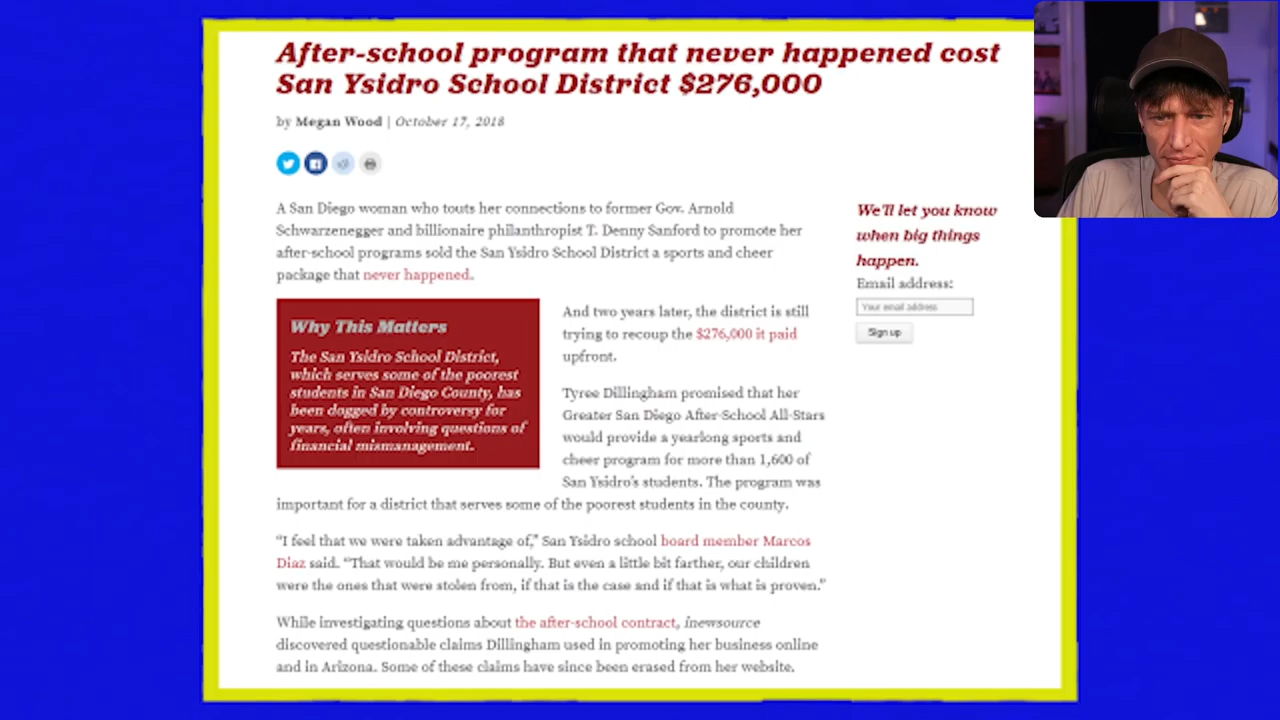 After-school program that never happened cost
San Ysidro School District $276,000
by Megan Wood | October 17, 2018
A San Diego woman who touts her connections to former Gov. Arnold
Schwarzenegger and billionaire philanthropist T. Denny Sanford to promote her
after-school programs sold the San Ysidro School District a sports and cheer
package that never happened.
Why This Matters
The San Ysidro School District,
which serves some of the poorest
students in San Diego County, has
been dogged by controversy for
years, often involving questions of
financial mismanagement.
And two years later, the district is still
trying to recoup the $276,000 it paid
upfront.
Tyree Dillingham promised that her
Greater San Diego After-School All-Stars
would provide a yearlong sports and
cheer program for more than 1,600 of
San Ysidro's students. The program was
important for a district that serves some of the poorest students in the county.
“I feel that we were taken advantage of,” San Ysidro school board member Marcos
Diaz said. “That would be me personally. But even a little bit farther, our children
were the ones that were stolen from, if that is the case and if that is what is proven.”
While investigating questions about the after-school contract, inewsource
discovered questionable claims Dillingham used in promoting her business online
and in Arizona. Some of these claims have since been erased from her website.
We'll let you know
when big things
happen.
Email address:
Your email address
Sign up